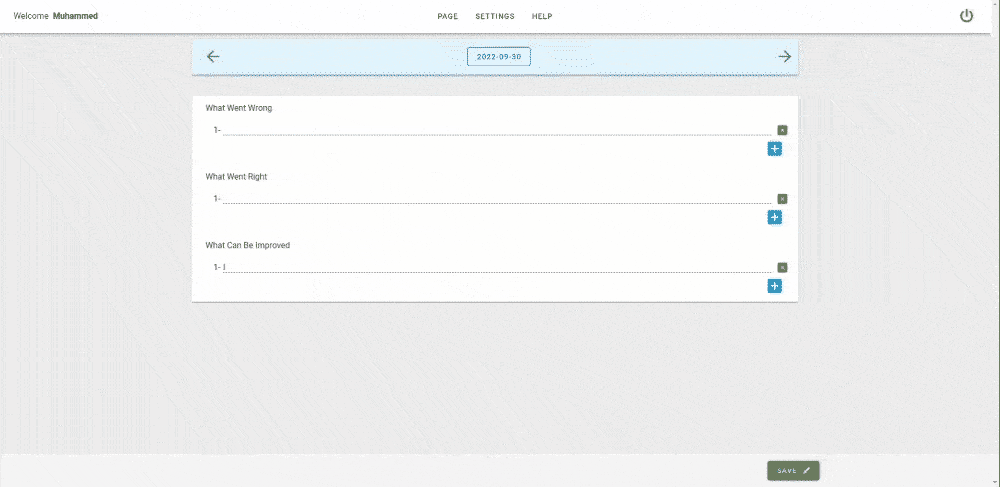 Welcome Muhammed PAGE SETTINGS HELP
2022-09-30
What Went Wrong
1-
What Went Right
1-
What Can Be Improved
1-
SAVE